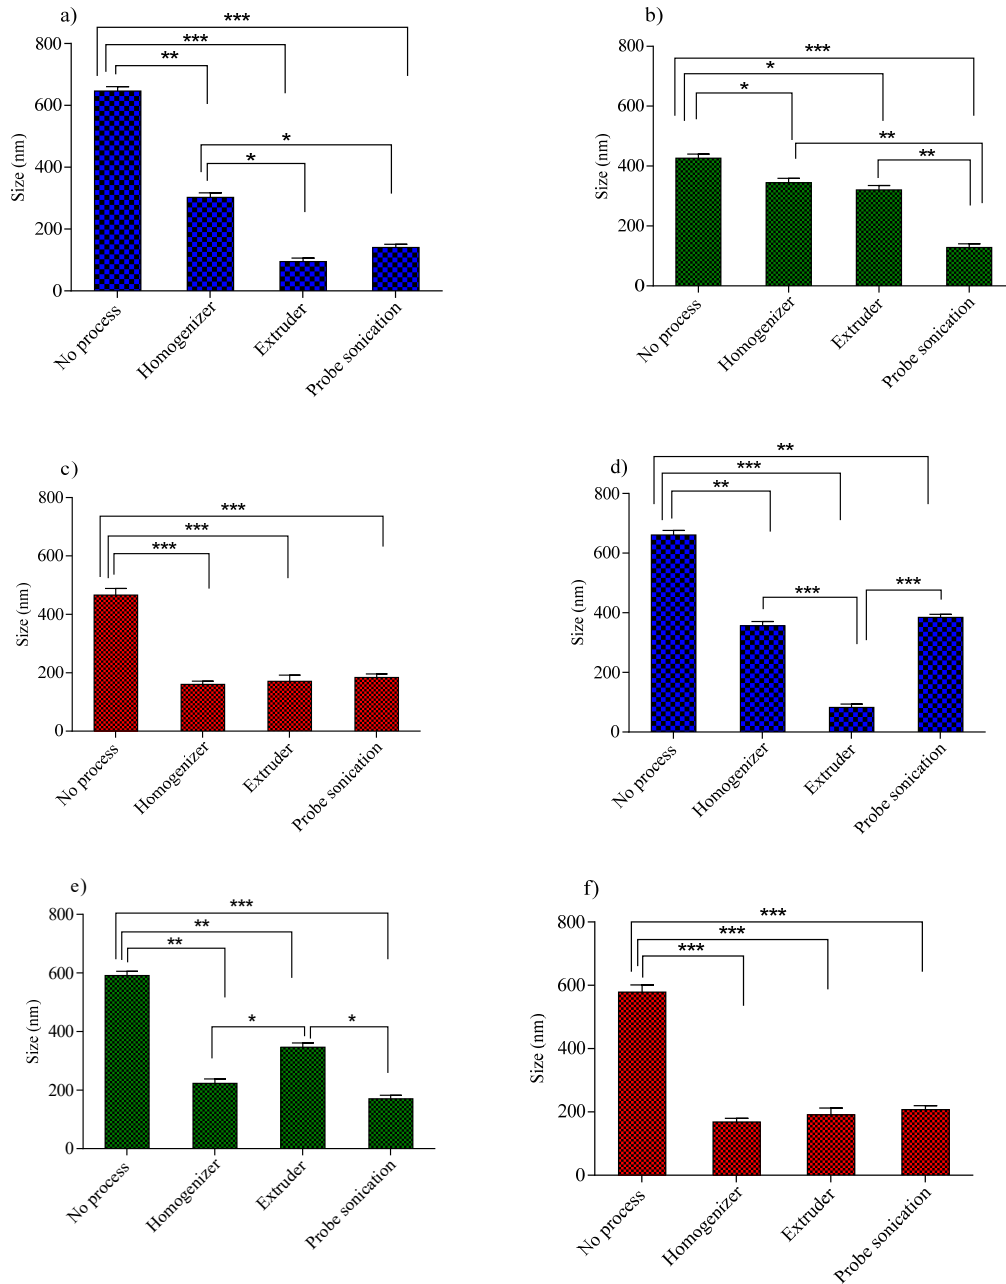 a)
***
***
**
*
*
800
600
400
200
0
Size (nm)
No process
Homogenizer
Extruder
Probe sonication
b)
***
*
*
**
**
800
600
400
200
0
Size (nm)
No process
Homogenizer
Extruder
Probe sonication
c)
***
***
***
800
600
400
200
0
Size (nm)
No process
Homogenizer
Extruder
Probe sonication
d)
**
***
**
***
***
800
600
400
200
0
Size (nm)
No process
Homogenizer
Extruder
Probe sonication
e)
***
**
**
*
*
800
600
400
200
0
Size (nm)
No process
Homogenizer
Extruder
Probe sonication
f)
***
***
***
800
600
400
200
0
Size (nm)
No process
Homogenizer
Extruder
Probe sonication